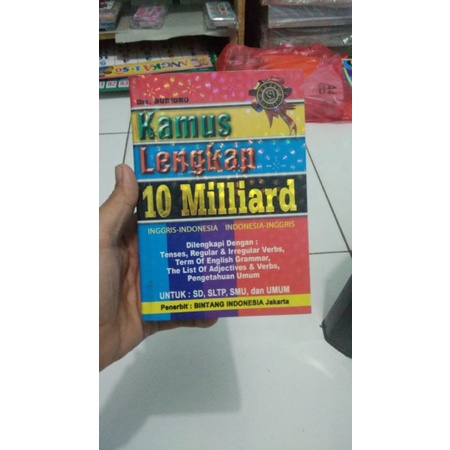 Kamus
Lengkap
10 Milliard
INGGRIS-INDONESIA INDONESIA-INGGRIS
Dilengkapi Dengan :
Tenses, Regular & Irregular Verbs,
Term Of English Grammar,
The List Of Adjectives & Verbs,
Pengetahuan Umum
UNTUK : SD, SLTP, SMU, dan UMUM
Penerbit : BINTANG INDONESIA Jakarta